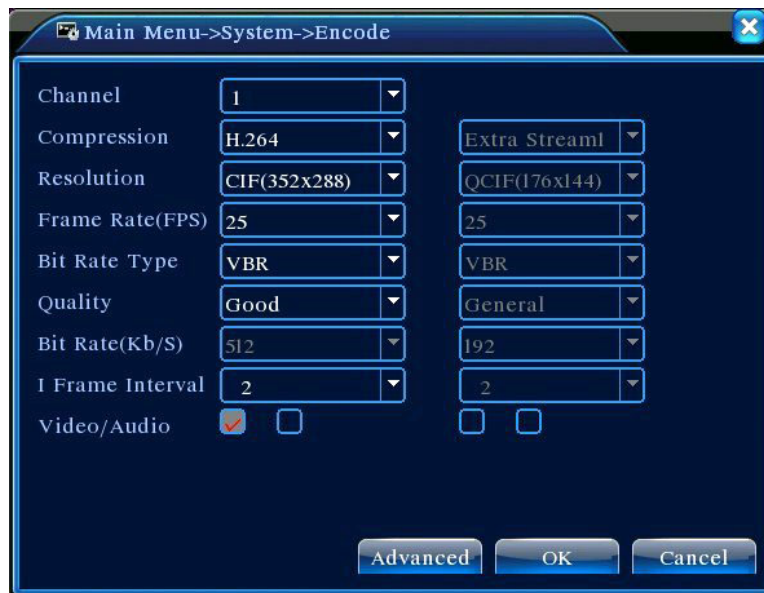 Main Menu->System->Encode
Channel 1
Compression H.264 Extra Stream1
Resolution CIF(352x288) QCIF(176x144)
Frame Rate(FPS) 25 25
Bit Rate Type VBR VBR
Quality Good General
Bit Rate(Kb/S) 512 192
I Frame Interval 2 2
Video/Audio
Advanced OK Cancel